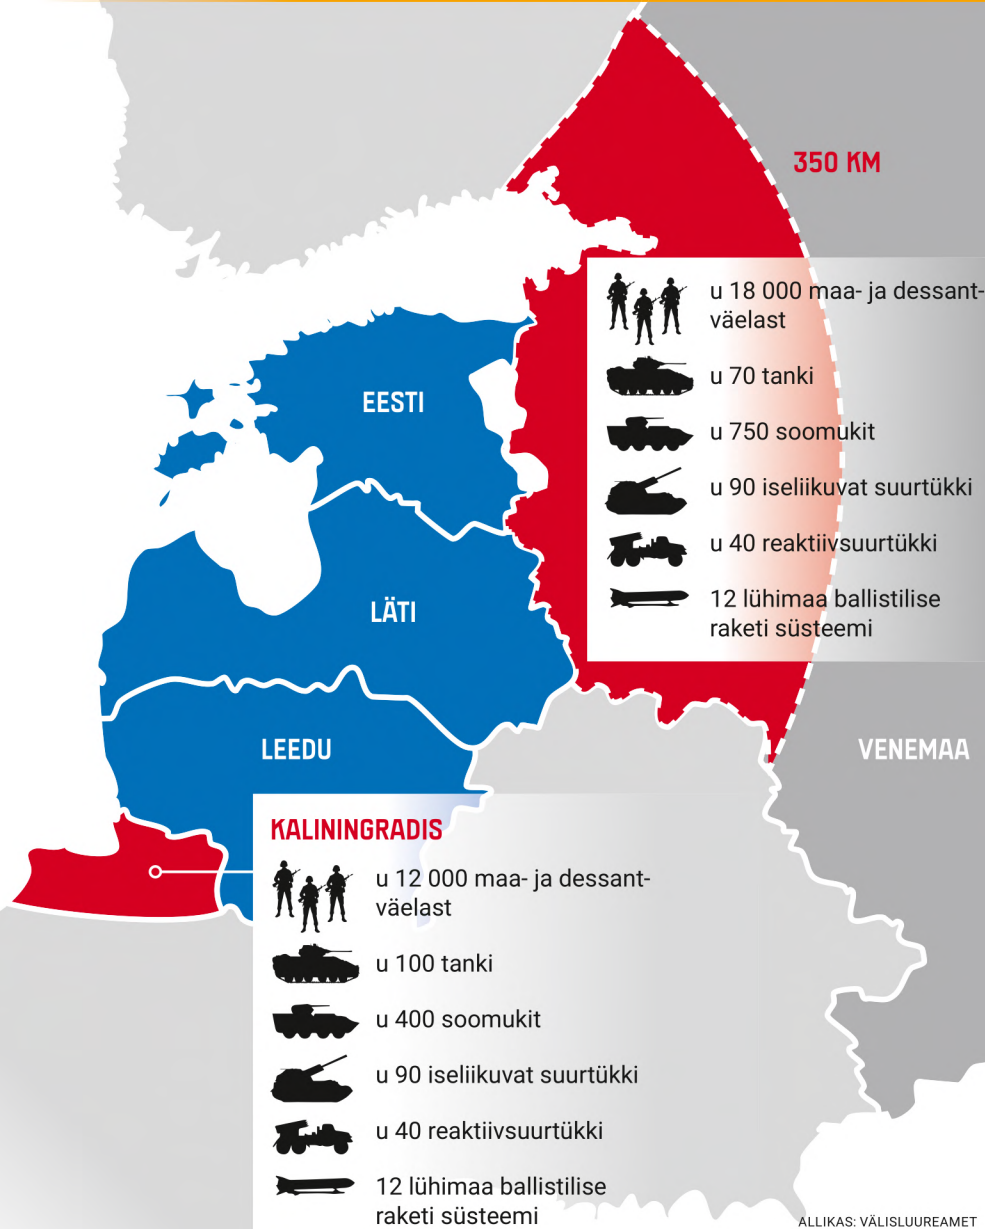 350 KM
u 18 000 maa- ja dessant-
väelast
u 70 tanki
u 750 soomukit
u 90 iseliikuvat suurtükki
u 40 reaktiivsuurtükki
12 lühimaa ballistilise
raketi süsteemi
EESTI
LÄTI
LEEDU
VENEMAA
KALININGRADIS
u 12 000 maa- ja dessant-
väelast
u 100 tanki
u 400 soomukit
u 90 iseliikuvat suurtükki
u 40 reaktiivsuurtükki
12 lühimaa ballistilise
raketi süsteemi
ALLIKAS: VÄLISLUUREAMET